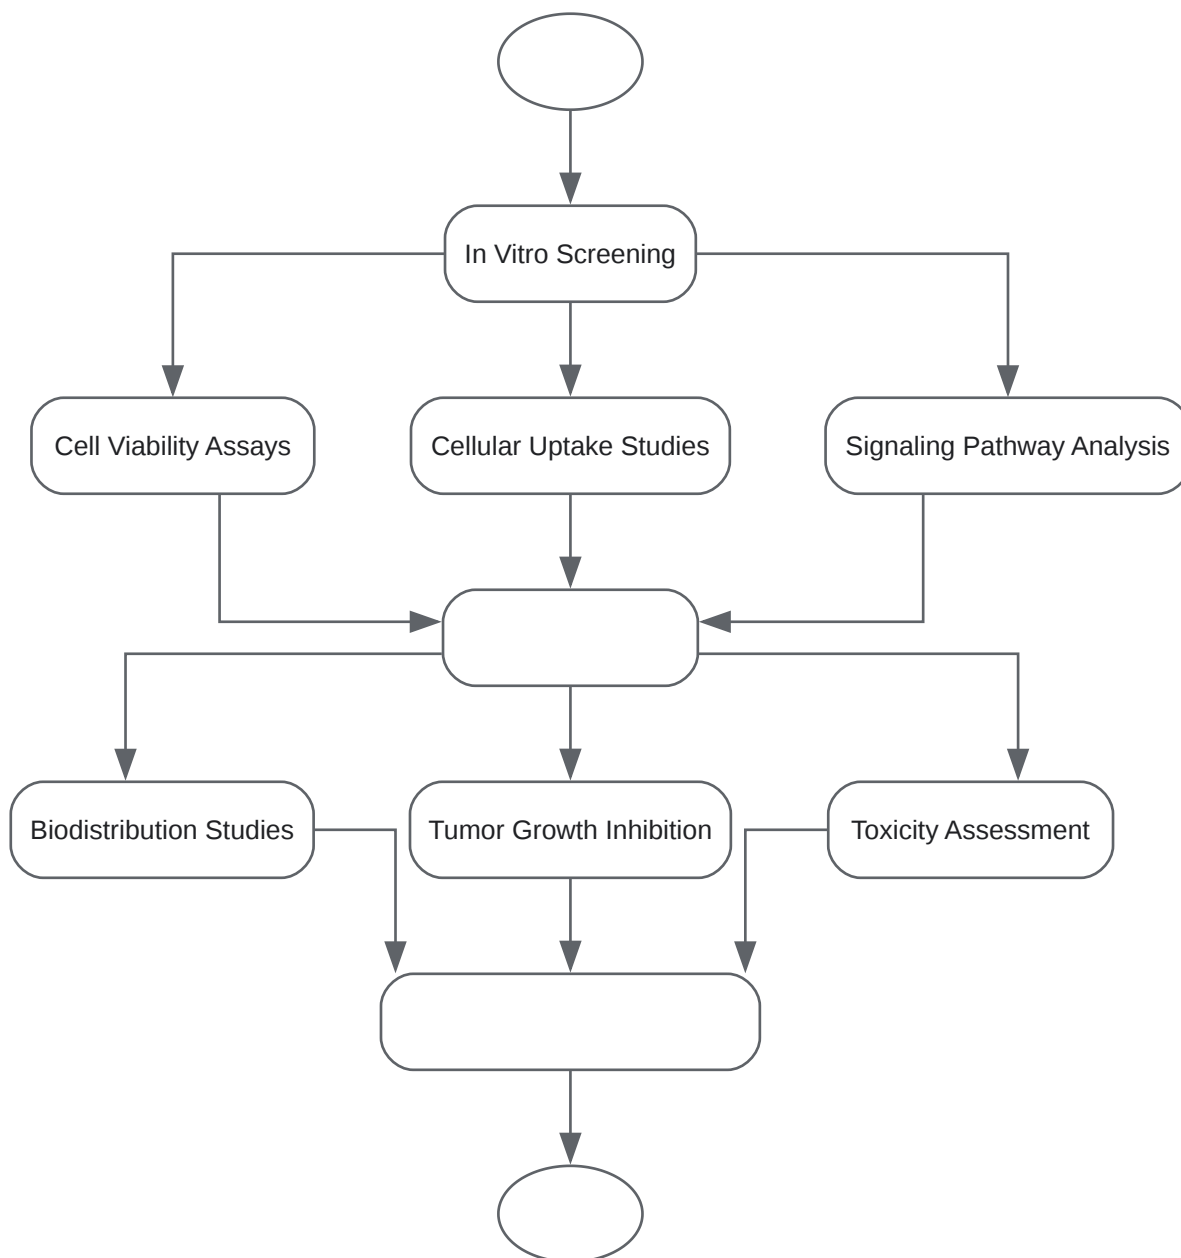 In Vitro Screening
Cell Viability Assays
Cellular Uptake Studies
Signaling Pathway Analysis
Biodistribution Studies
Tumor Growth Inhibition
Toxicity Assessment